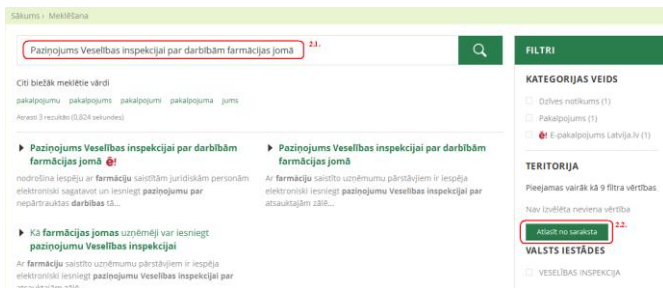 Sākums › Meklēšana
Paziņojums Veselības inspekcijai par darbībām farmācijas jomā
2.1.
Citi biežāk meklētie vārdi
pakalpojumu pakalpojums pakalpojumi pakalpojuma jums
Atrasti 3 rezultāti (0,824 sekundes)
Paziņojums Veselības inspekcijai par darbībām
farmācijas jomā ē!
nodrošina iespēju ar farmāciju saistītām juridiskām personām
elektroniski sagatavot un iesniegt paziņojumu par
nepārtrauktas darbības tā...
Paziņojums Veselības inspekcijai par darbībām
farmācijas jomā
Ar farmāciju saistīto uzņēmumu pārstāvjiem ir iespēja
elektroniski iesniegt paziņojumu Veselības inspekcijai par
atsauktajām zālē...
Kā farmācijas jomas uzņēmēji var iesniegt
paziņojumu Veselības inspekcijai
Ar farmāciju saistīto uzņēmumu pārstāvjiem ir iespēja
elektroniski iesniegt paziņojumu Veselības inspekcijai par
FILTRI
KATEGORIJAS VEIDS
Dzīves notikums (1)
Pakalpojums (1)
ē! E-pakalpojums Latvija.lv (1)
TERITORIJA
Pieejamas vairāk kā 9 filtra vērtības.
Nav izvēlēta neviena vērtība
Atlasīt no saraksta
2.2.
VALSTS IESTĀDES
VESELĪBAS INSPEKCIJA